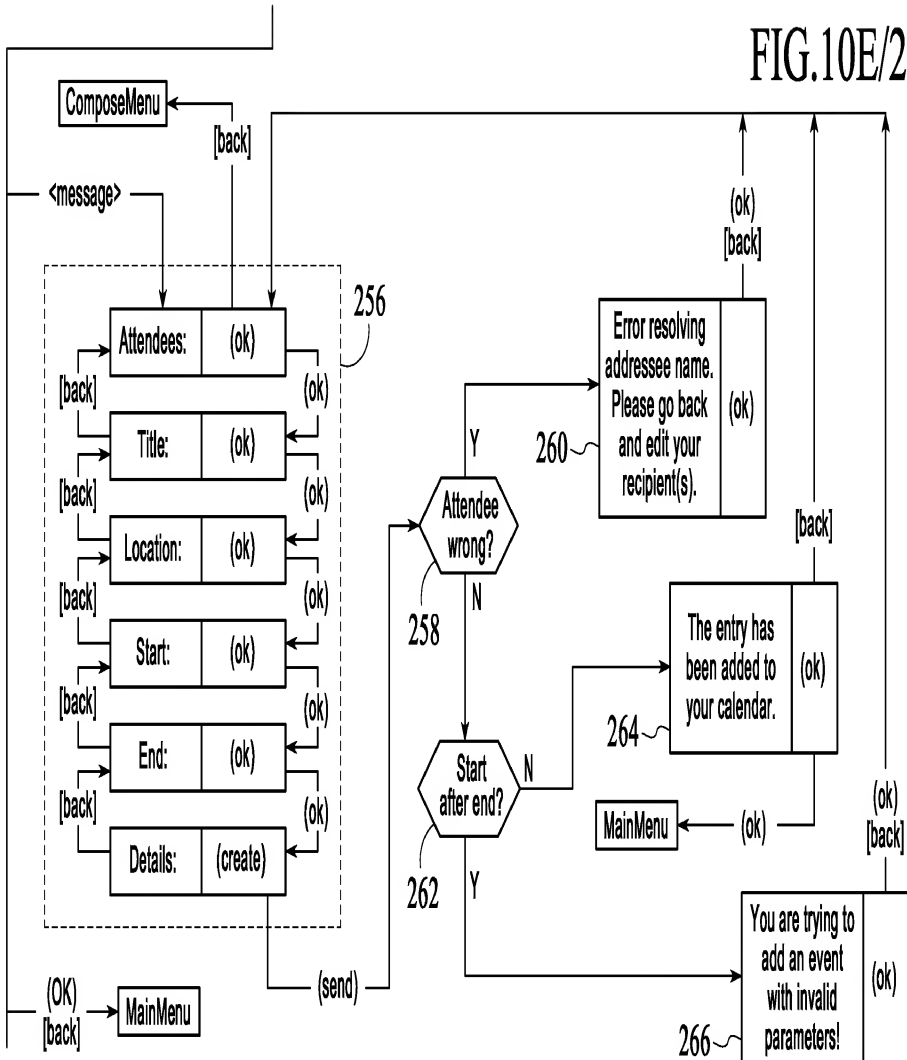 FIG.10E/2
ComposeMenu
[back]
<message>
256
Attendees: (ok)
[back]
(ok)
Title: (ok)
[back]
(ok)
Location: (ok)
[back]
(ok)
Start: (ok)
[back]
(ok)
End: (ok)
[back]
(ok)
Details: (create)
(send)
(OK)
[back]
MainMenu
Attendee
wrong?
258
Y
N
Error resolving
addressee name.
Please go back
and edit your
recipient(s).
(ok)
260
(ok)
[back]
Start
after end?
262
N
Y
The entry has
been added to
your calendar.
(ok)
264
[back]
(ok)
MainMenu
You are trying to
add an event
with invalid
parameters!
(ok)
266
(ok)
[back]